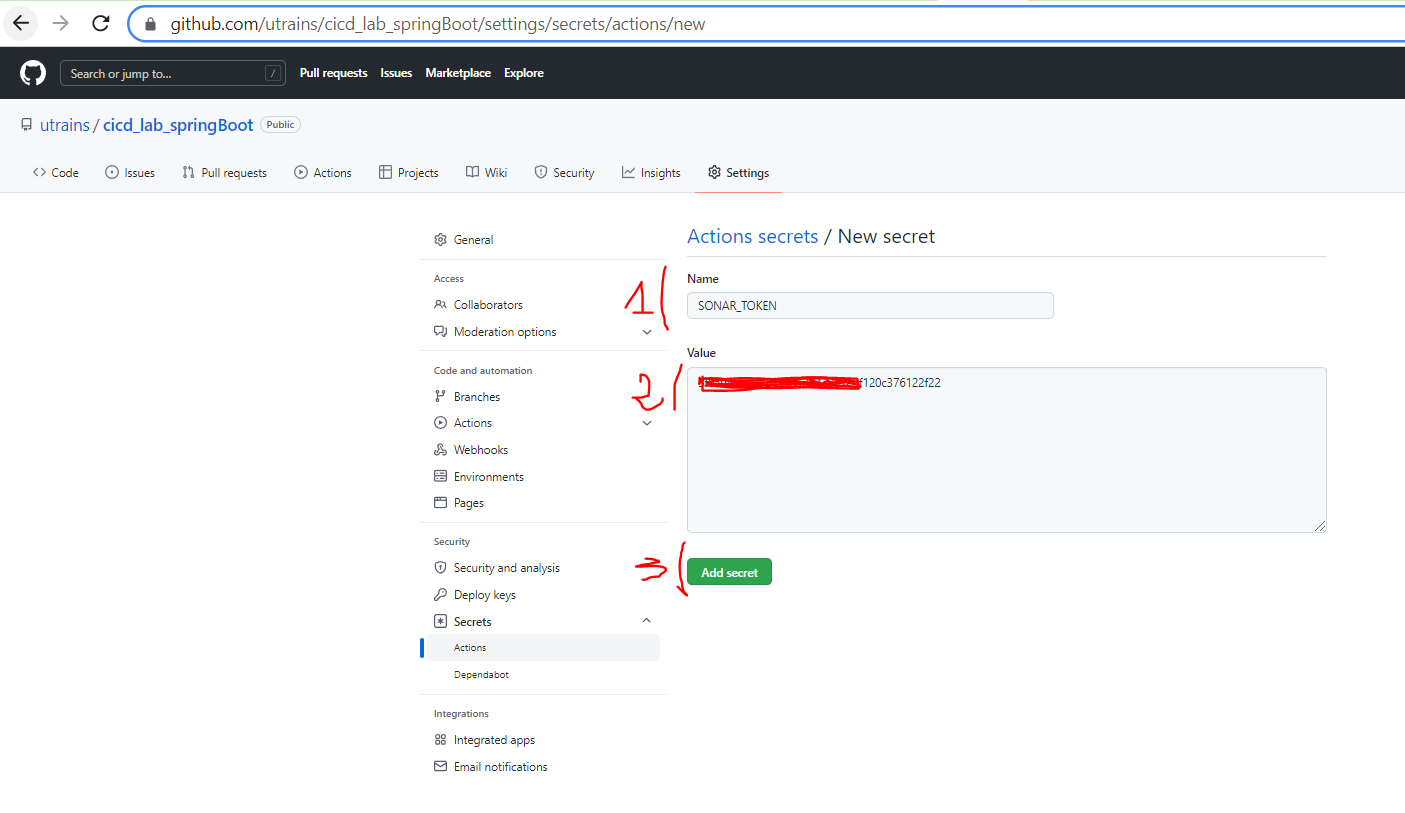 github.com/utrains/cicd_lab_springBoot/settings/secrets/actions/new
Search or jump to... /
Pull requests Issues Marketplace Explore
utrains / cicd_lab_springBoot Public
Code Issues Pull requests Actions Projects Wiki Security Insights Settings
General
Access
Collaborators
Moderation options
Code and automation
Branches
Actions
Webhooks
Environments
Pages
Security
Security and analysis
Deploy keys
Secrets
Actions
Dependabot
Integrations
Integrated apps
Email notifications
Actions secrets / New secret
1
Name
SONAR_TOKEN
Value
2
f120c376122f22
3
Add secret